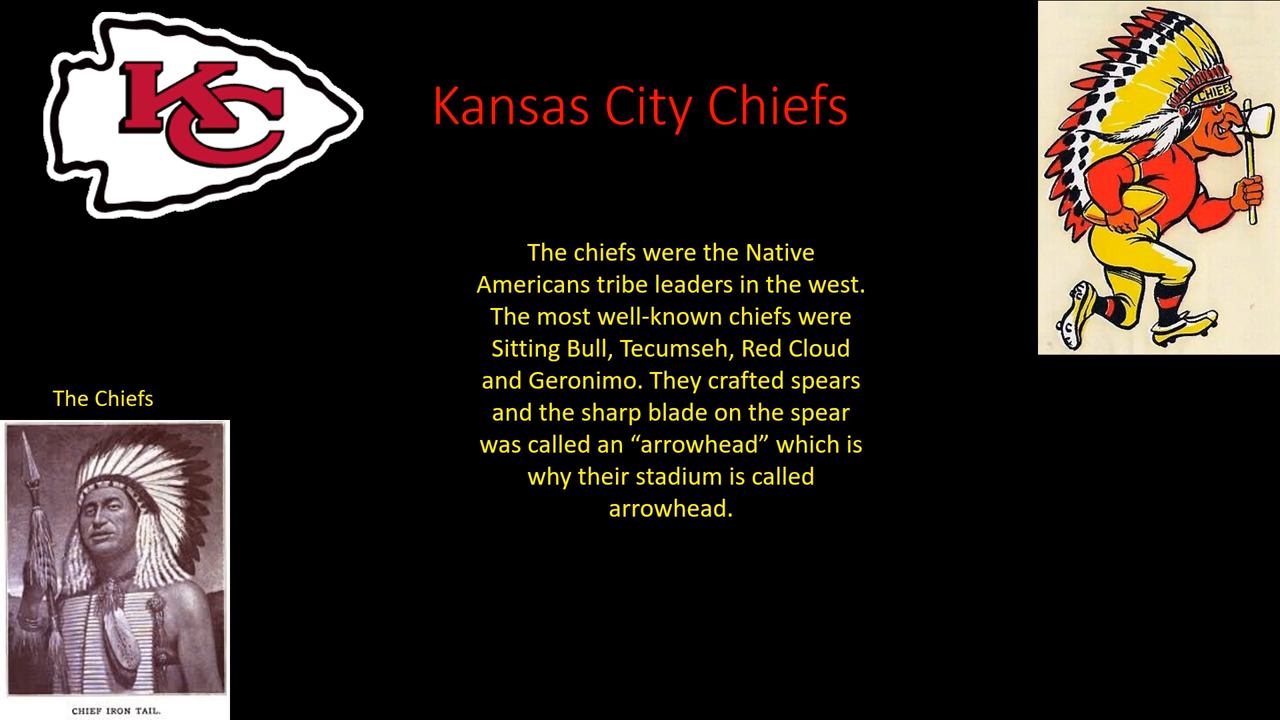 KC
Kansas City Chiefs
CHIEF
The chiefs were the Native
Americans tribe leaders in the west.
The most well-known chiefs were
Sitting Bull, Tecumseh, Red Cloud
and Geronimo. They crafted spears
and the sharp blade on the spear
was called an “arrowhead” which is
why their stadium is called
arrowhead.
The Chiefs
CHIEF IRON TAIL.